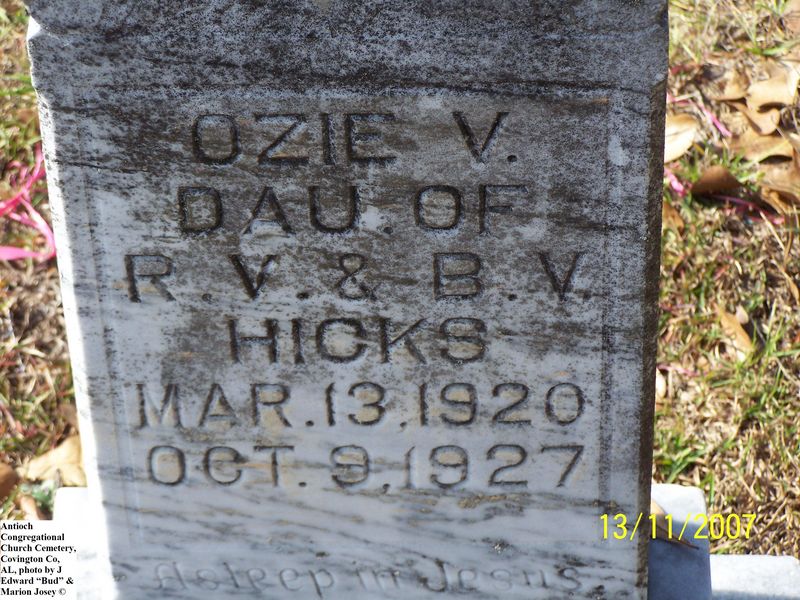 OZIE V.
DAU. OF
R. V. & B. V.
HICKS
MAR. 13, 1920
OCT. 9, 1927
Asleep in Jesus
13/11/2007
Antioch
Congregational
Church Cemetery,
Covington Co,
AL, photo by J
Edward “Bud” &
Marion Josey ©